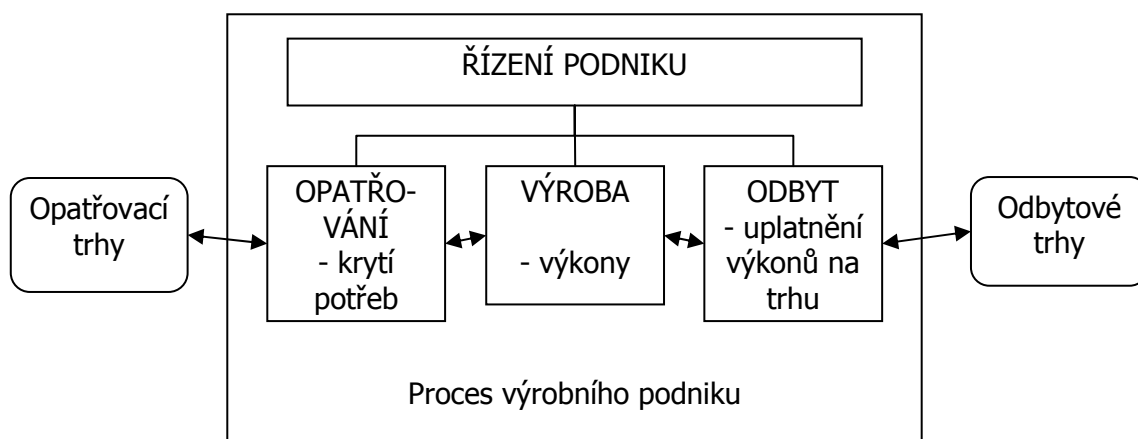 ŘÍZENÍ PODNIKU
Opatřovací
trhy
OPATŘO-
VÁNÍ
- krytí
potřeb
VÝROBA
- výkony
ODBYT
- uplatnění
výkonů na
trhu
Odbytové
trhy
Proces výrobního podniku